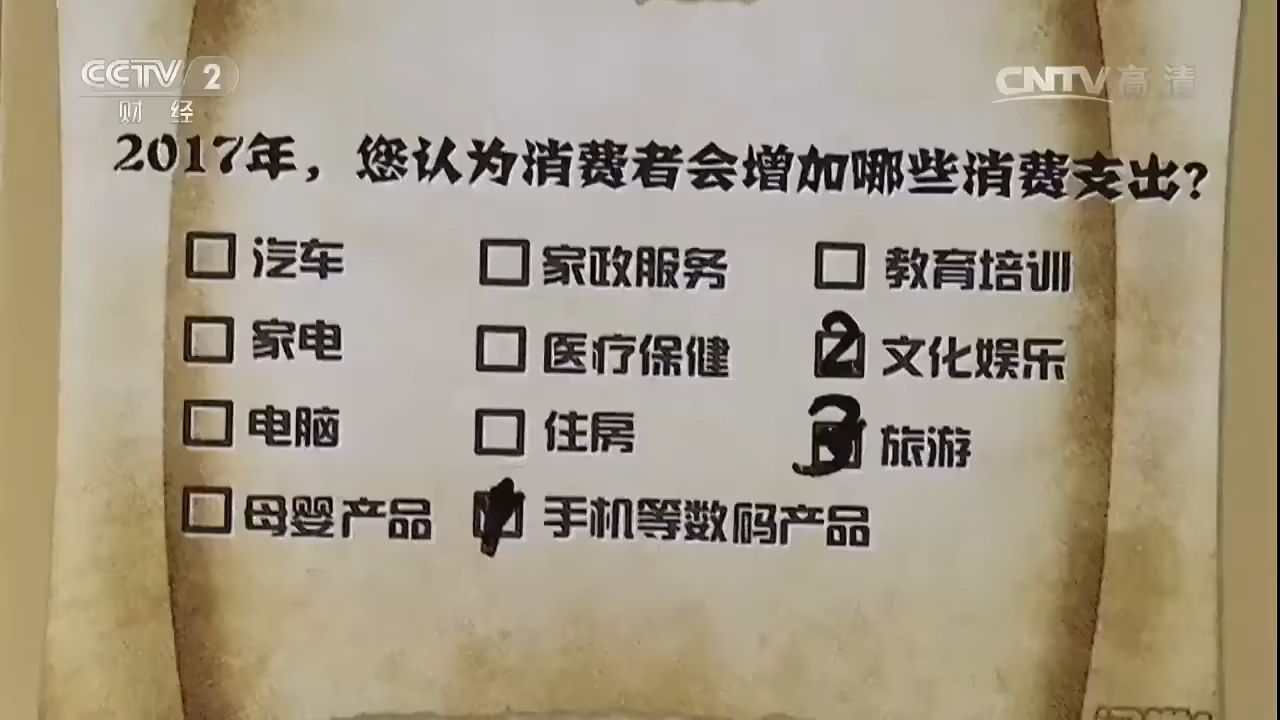 CCTV 2
财经
CNTV高清
2017年，您认为消费者会增加哪些消费支出？
□ 汽车 □ 家政服务 □ 教育培训
□ 家电 □ 医疗保健 2 文化娱乐
□ 电脑 □ 住房 3 旅游
□ 母婴产品 1 手机等数码产品